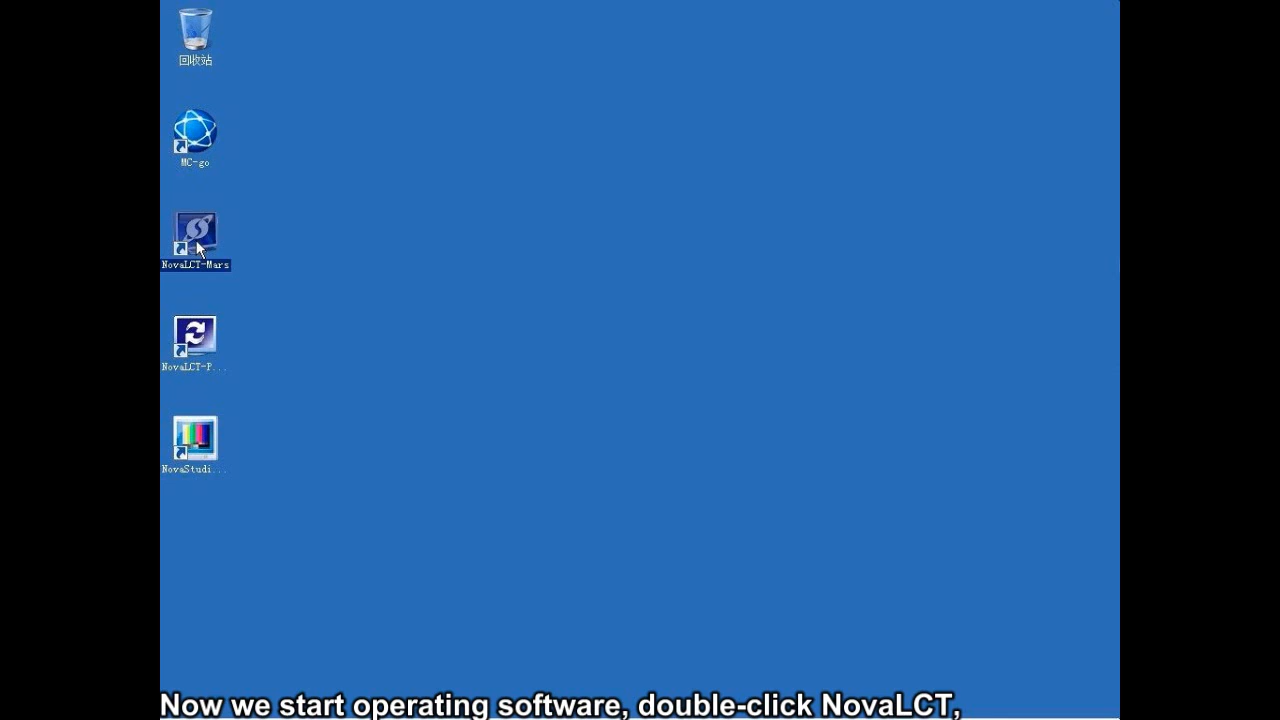 回收站
MC-go
NovaLCT-Mars
NovaLCT-P...
NovaStudi...
Now we start operating software, double-click NovaLCT,